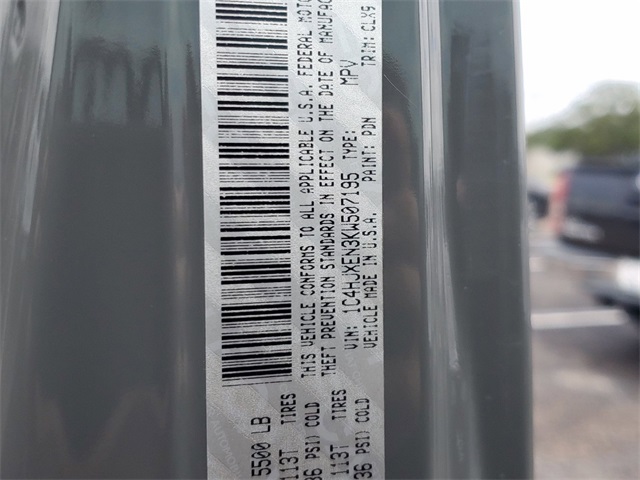 5500 LB
113T TIRES
36 PSI) COLD
THIS VEHICLE CONFORMS TO ALL APPLICABLE U.S.A. FEDERAL MOTOR
THEFT PREVENTION STANDARDS IN EFFECT ON THE DATE OF MANUFAC
VIN: 1C4HJXEN3KW507195 TYPE: MPV
VEHICLE MADE IN U.S.A. PAINT: PDN TRIM: CLX9
113T TIRES
36 PSI) COLD